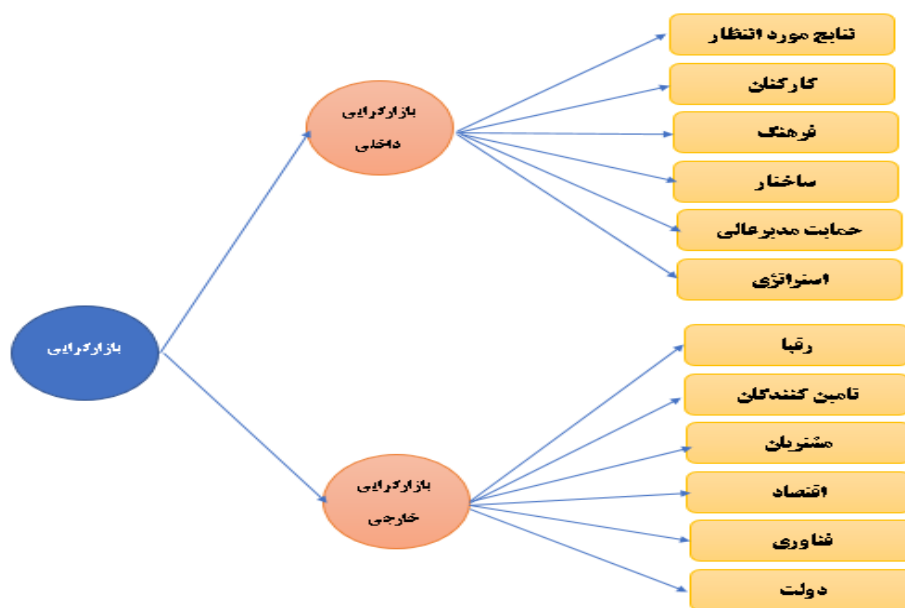 نتایج مورد انتظار
کارکنان
فرهنگ
ساختار
حمایت مدیرعالی
استراتژی
بازارگرایی
داخلی
بازارگرایی
رقبا
تامین کنندگان
مشتریان
اقتصاد
فناوری
دولت
بازارگرایی
خارجی